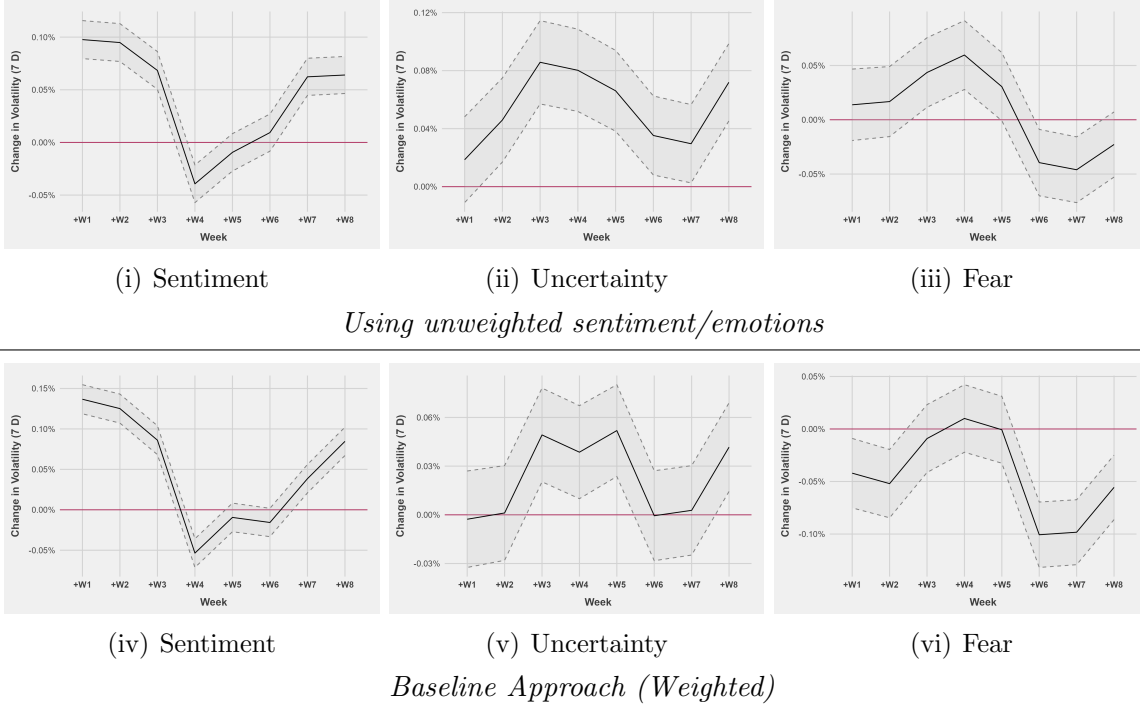 Change in Volatility (7 D)
0.10%
0.05%
0.00%
-0.05%
+W1 +W2 +W3 +W4 +W5 +W6 +W7 +W8
Week
(i) Sentiment
Change in Volatility (7 D)
0.12%
0.08%
0.04%
0.00%
+W1 +W2 +W3 +W4 +W5 +W6 +W7 +W8
Week
(ii) Uncertainty
Change in Volatility (7 D)
0.05%
0.00%
-0.05%
+W1 +W2 +W3 +W4 +W5 +W6 +W7 +W8
Week
(iii) Fear
Using unweighted sentiment/emotions
Change in Volatility (7 D)
0.15%
0.10%
0.05%
0.00%
-0.05%
+W1 +W2 +W3 +W4 +W5 +W6 +W7 +W8
Week
(iv) Sentiment
Change in Volatility (7 D)
0.06%
0.03%
0.00%
-0.03%
+W1 +W2 +W3 +W4 +W5 +W6 +W7 +W8
Week
(v) Uncertainty
Change in Volatility (7 D)
0.05%
0.00%
-0.05%
-0.10%
+W1 +W2 +W3 +W4 +W5 +W6 +W7 +W8
Week
(vi) Fear
Baseline Approach (Weighted)